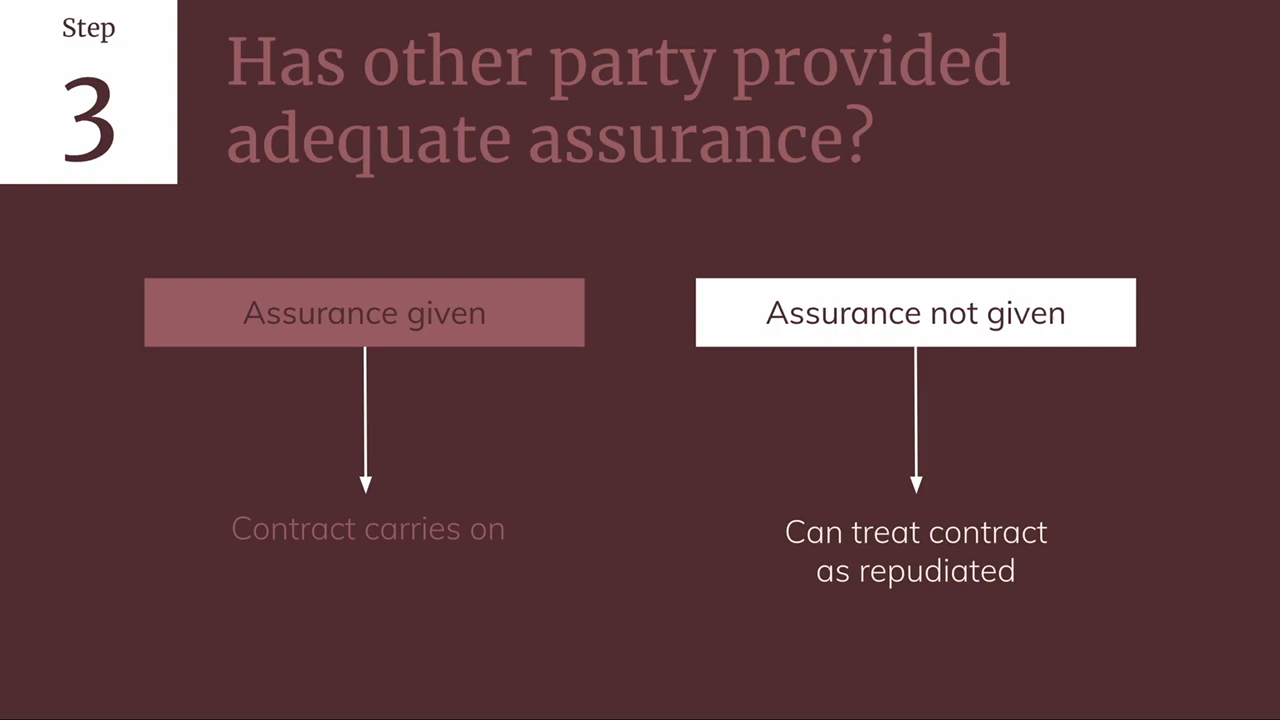 Step
3
Has other party provided
adequate assurance?
Assurance given
Assurance not given
Contract carries on
Can treat contract
as repudiated